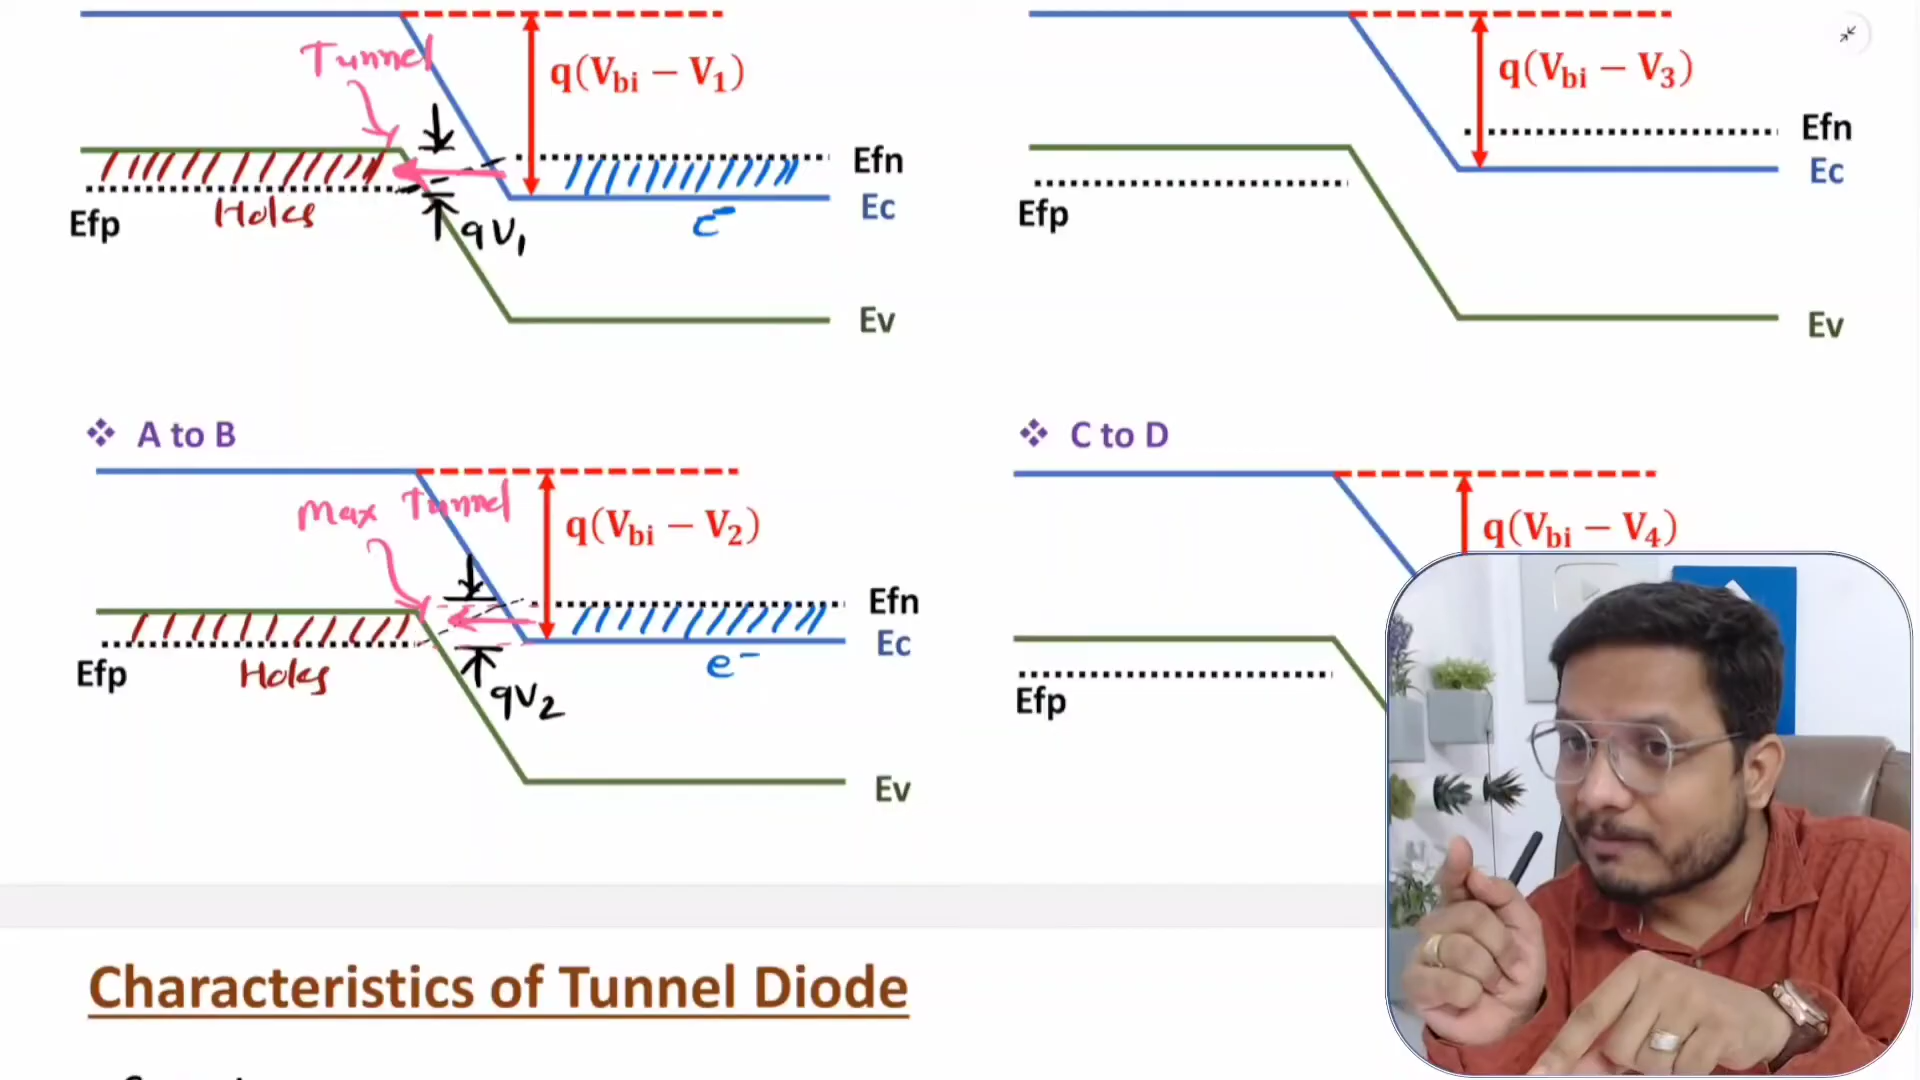 Tunnel
q(Vbi − V1)
Efn
Ec
Efp
Holes
qV1
e-
Ev
q(Vbi − V3)
Efn
Ec
Efp
Ev
❖ A to B
Max Tunnel
q(Vbi − V2)
Efn
Ec
Efp
Holes
qV2
e-
Ev
❖ C to D
q(Vbi − V4)
Efp
Characteristics of Tunnel Diode